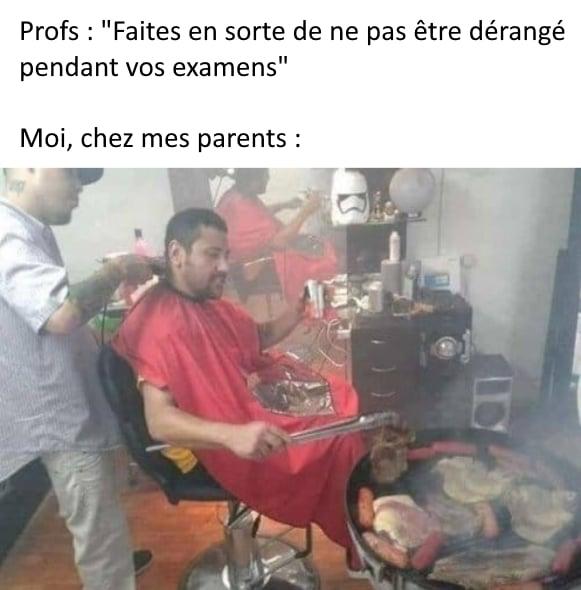 Profs : "Faites en sorte de ne pas être dérangé
pendant vos examens"
Moi, chez mes parents :